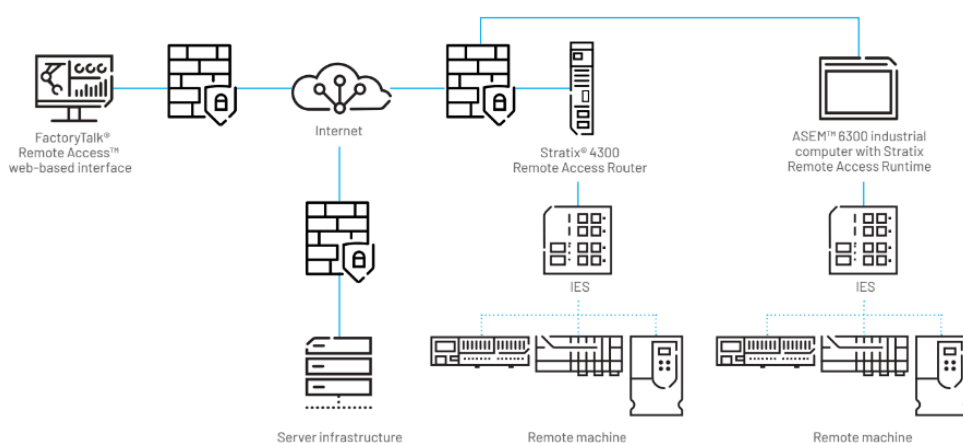 FactoryTalk®
Remote Access™
web-based interface
Internet
Stratix® 4300
Remote Access Router
ASEM™ 6300 industrial
computer with Stratix
Remote Access Runtime
IES
IES
Server infrastructure
Remote machine
Remote machine